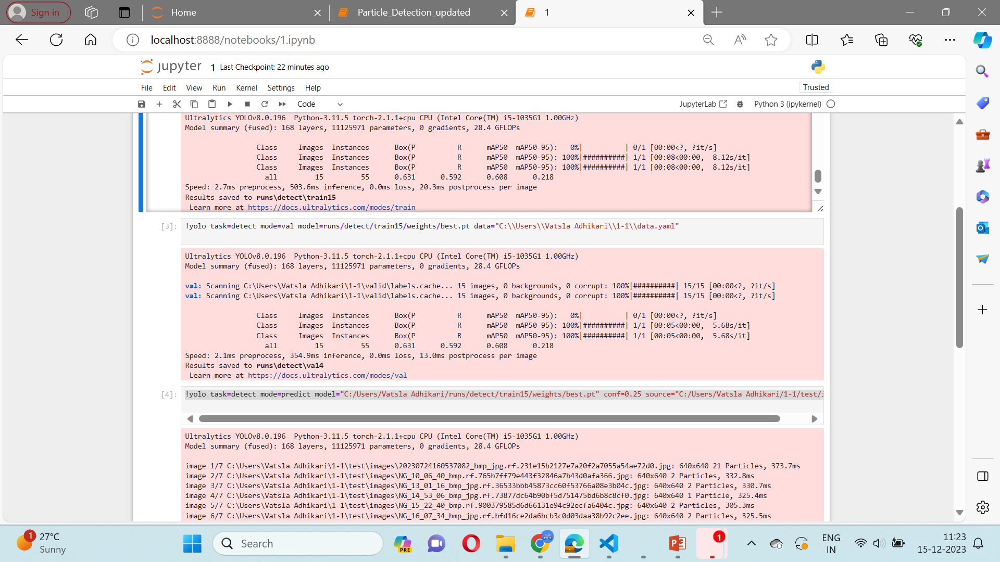 Sign in
Home
Particle_Detection_updated
1
localhost:8888/notebooks/1.ipynb
jupyter 1 Last Checkpoint: 22 minutes ago
File Edit View Run Kernel Settings Help
Trusted
Code
JupyterLab
Python 3 (ipykernel)
Ultralytics YOLOv8.0.196 Python-3.11.5 torch-2.1.1+cpu CPU (Intel Core(TM) i5-1035G1 1.00GHz)
Model summary (fused): 168 layers, 11125971 parameters, 0 gradients, 28.4 GFLOPs
Class Images Instances Box(P R mAP50 mAP50-95): 0%| | 0/1 [00:00<?, ?it/s]
Class Images Instances Box(P R mAP50 mAP50-95): 100%|##########| 1/1 [00:08<00:00, 8.12s/it]
Class Images Instances Box(P R mAP50 mAP50-95): 100%|##########| 1/1 [00:08<00:00, 8.12s/it]
all 15 55 0.631 0.592 0.608 0.218
Speed: 2.7ms preprocess, 503.6ms inference, 0.0ms loss, 20.3ms postprocess per image
Results saved to runs\detect\train15
Learn more at https://docs.ultralytics.com/modes/train
[3]: !yolo task=detect mode=val model=runs/detect/train15/weights/best.pt data="C:\\Users\\Vatsla Adhikari\\1-1\\data.yaml"
Ultralytics YOLOv8.0.196 Python-3.11.5 torch-2.1.1+cpu CPU (Intel Core(TM) i5-1035G1 1.00GHz)
Model summary (fused): 168 layers, 11125971 parameters, 0 gradients, 28.4 GFLOPs
val: Scanning C:\Users\Vatsla Adhikari\1-1\valid\labels.cache... 15 images, 0 backgrounds, 0 corrupt: 100%|##########| 15/15 [00:00<?, ?it/s]
val: Scanning C:\Users\Vatsla Adhikari\1-1\valid\labels.cache... 15 images, 0 backgrounds, 0 corrupt: 100%|##########| 15/15 [00:00<?, ?it/s]
Class Images Instances Box(P R mAP50 mAP50-95): 0%| | 0/1 [00:00<?, ?it/s]
Class Images Instances Box(P R mAP50 mAP50-95): 100%|##########| 1/1 [00:05<00:00, 5.68s/it]
Class Images Instances Box(P R mAP50 mAP50-95): 100%|##########| 1/1 [00:05<00:00, 5.68s/it]
all 15 55 0.631 0.592 0.608 0.218
Speed: 2.1ms preprocess, 354.9ms inference, 0.0ms loss, 13.0ms postprocess per image
Results saved to runs\detect\val4
Learn more at https://docs.ultralytics.com/modes/val
[4]: !yolo task=detect mode=predict model="C:/Users/Vatsla Adhikari/runs/detect/train15/weights/best.pt" conf=0.25 source="C:/Users/Vatsla Adhikari/1-1/test/i
Ultralytics YOLOv8.0.196 Python-3.11.5 torch-2.1.1+cpu CPU (Intel Core(TM) i5-1035G1 1.00GHz)
Model summary (fused): 168 layers, 11125971 parameters, 0 gradients, 28.4 GFLOPs
image 1/7 C:\Users\Vatsla Adhikari\1-1\test\images\20230724160537082_bmp_jpg.rf.231e15b2127e7a20f2a7055a54ae72d0.jpg: 640x640 21 Particles, 373.7ms
image 2/7 C:\Users\Vatsla Adhikari\1-1\test\images\NG_10_06_40_bmp.rf.765b7ff79e443f32846a7b43d0afa366.jpg: 640x640 2 Particles, 332.8ms
image 3/7 C:\Users\Vatsla Adhikari\1-1\test\images\NG_13_01_16_bmp_jpg.rf.36533bbb45873cc60f53766a08e3b04c.jpg: 640x640 2 Particles, 330.7ms
image 4/7 C:\Users\Vatsla Adhikari\1-1\test\images\NG_14_53_06_bmp_jpg.rf.73877dc64b90bf5d751475bd6b8c8cf0.jpg: 640x640 1 Particle, 325.4ms
image 5/7 C:\Users\Vatsla Adhikari\1-1\test\images\NG_15_22_40_bmp.rf.900379585d6d66131e94c92ecfa6404c.jpg: 640x640 2 Particles, 305.3ms
image 6/7 C:\Users\Vatsla Adhikari\1-1\test\images\NG_16_07_34_bmp_jpg.rf.bfd16ce2da6bcb3c0d03daa38b92c2ee.jpg: 640x640 2 Particles, 325.5ms
1
27°C
Sunny
Search
PRE
1
ENG
IN
11:23
15-12-2023